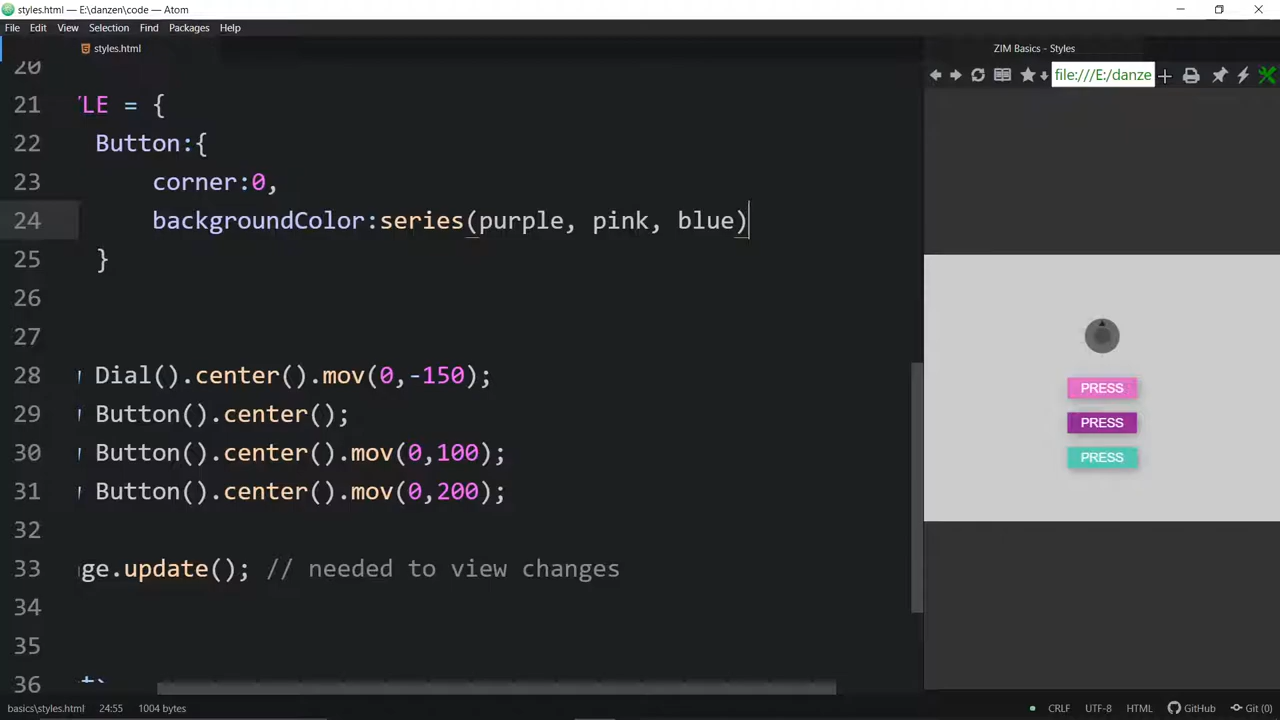 styles.html — E:\danzen\code — Atom
File Edit View Selection Find Packages Help
styles.html
ZIM Basics - Styles
file:///E:/danze
20
21 LE = {
22 Button:{
23 corner:0,
24 backgroundColor:series(purple, pink, blue)
25 }
26
27
28 Dial().center().mov(0,-150);
29 Button().center();
30 Button().center().mov(0,100);
31 Button().center().mov(0,200);
32
33 ge.update(); // needed to view changes
34
35
36
PRESS
PRESS
PRESS
basics\styles.html 24:55 1004 bytes CRLF UTF-8 HTML GitHub Git (0)